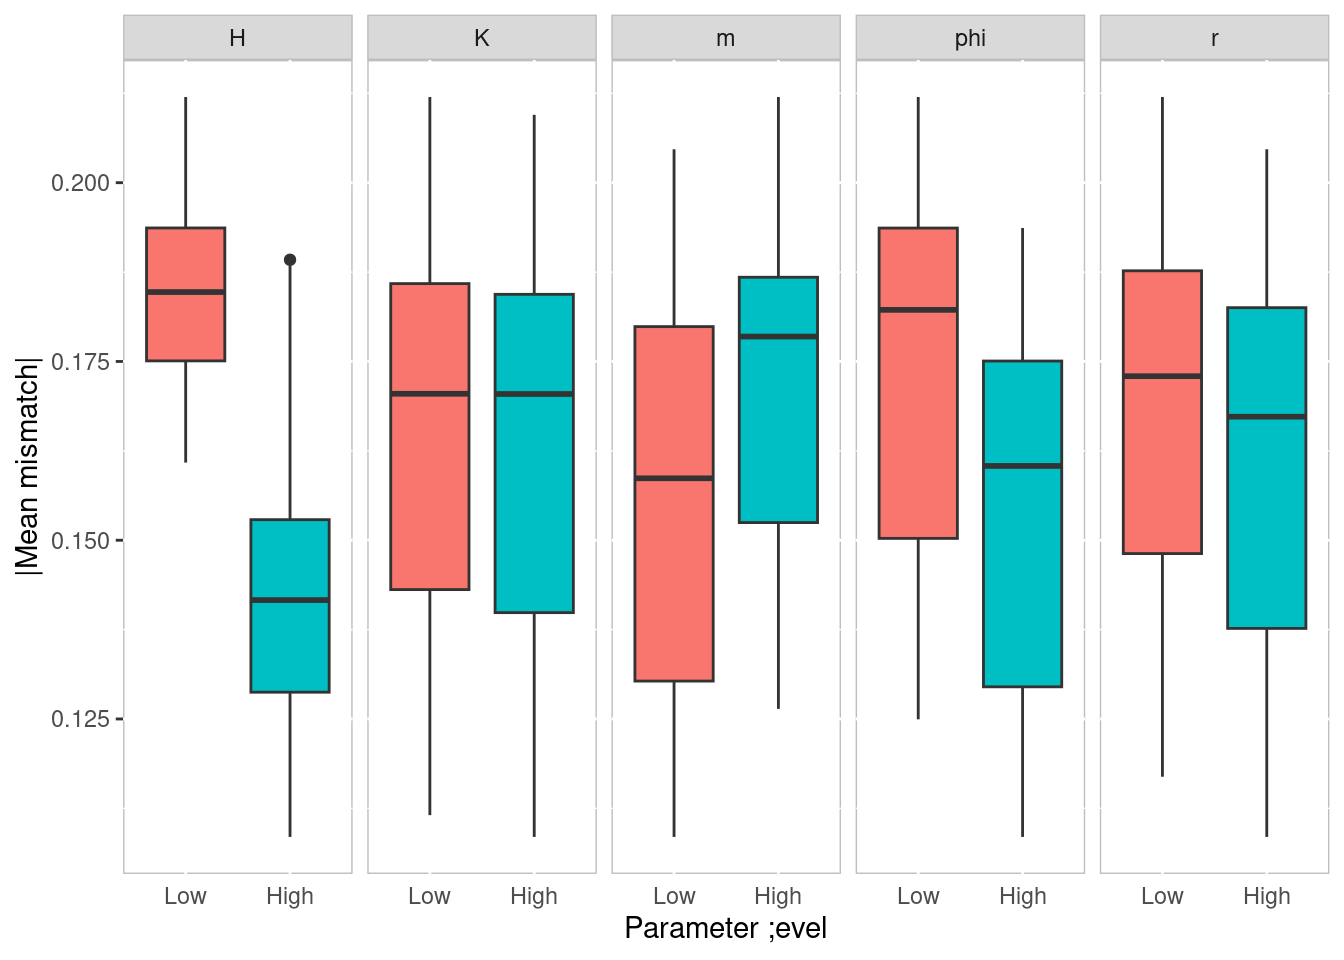 H K m phi r
|Mean mismatch|
0.200
0.175
0.150
0.125
Low High Low High Low High Low High Low High
Parameter ;evel